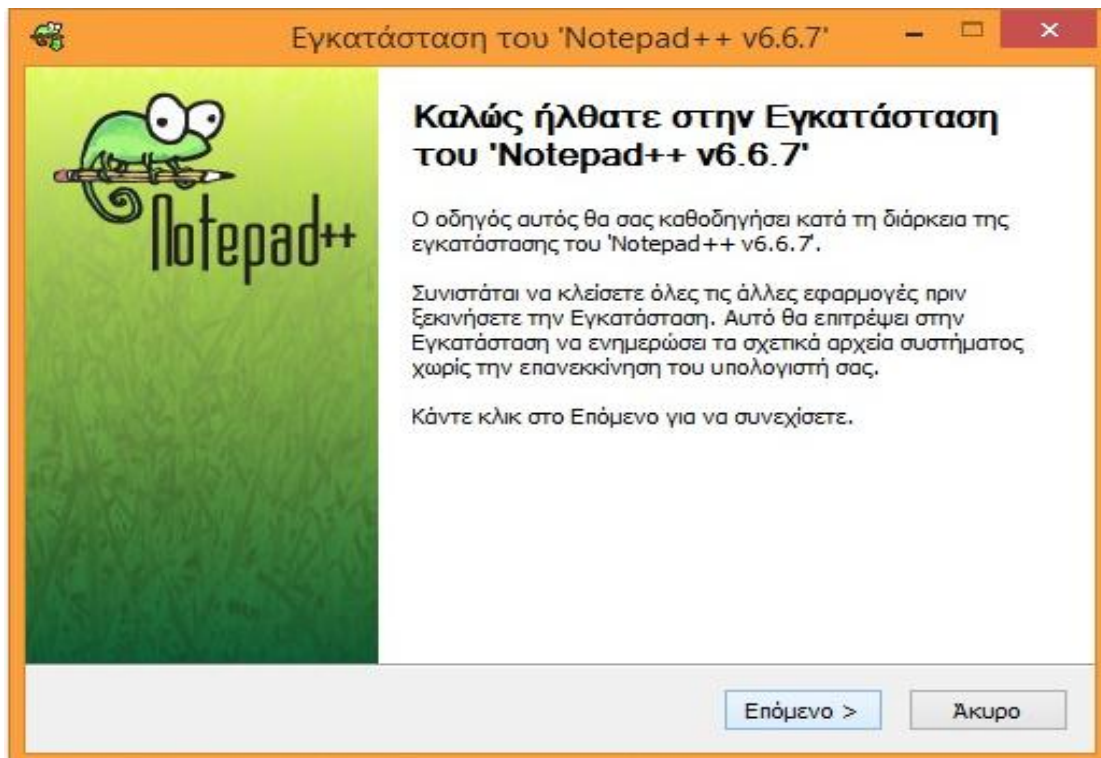 Εγκατάσταση του 'Notepad++ v6.6.7'
Notepad++
Καλώς ήλθατε στην Εγκατάσταση
του 'Notepad++ v6.6.7'
Ο οδηγός αυτός θα σας καθοδηγήσει κατά τη διάρκεια της
εγκατάστασης του 'Notepad++ v6.6.7'.
Συνιστάται να κλείσετε όλες τις άλλες εφαρμογές πριν
ξεκινήσετε την Εγκατάσταση. Αυτό θα επιτρέψει στην
Εγκατάσταση να ενημερώσει τα σχετικά αρχεία συστήματος
χωρίς την επανεκκίνηση του υπολογιστή σας.
Κάντε κλικ στο Επόμενο για να συνεχίσετε.
Επόμενο >
Άκυρο